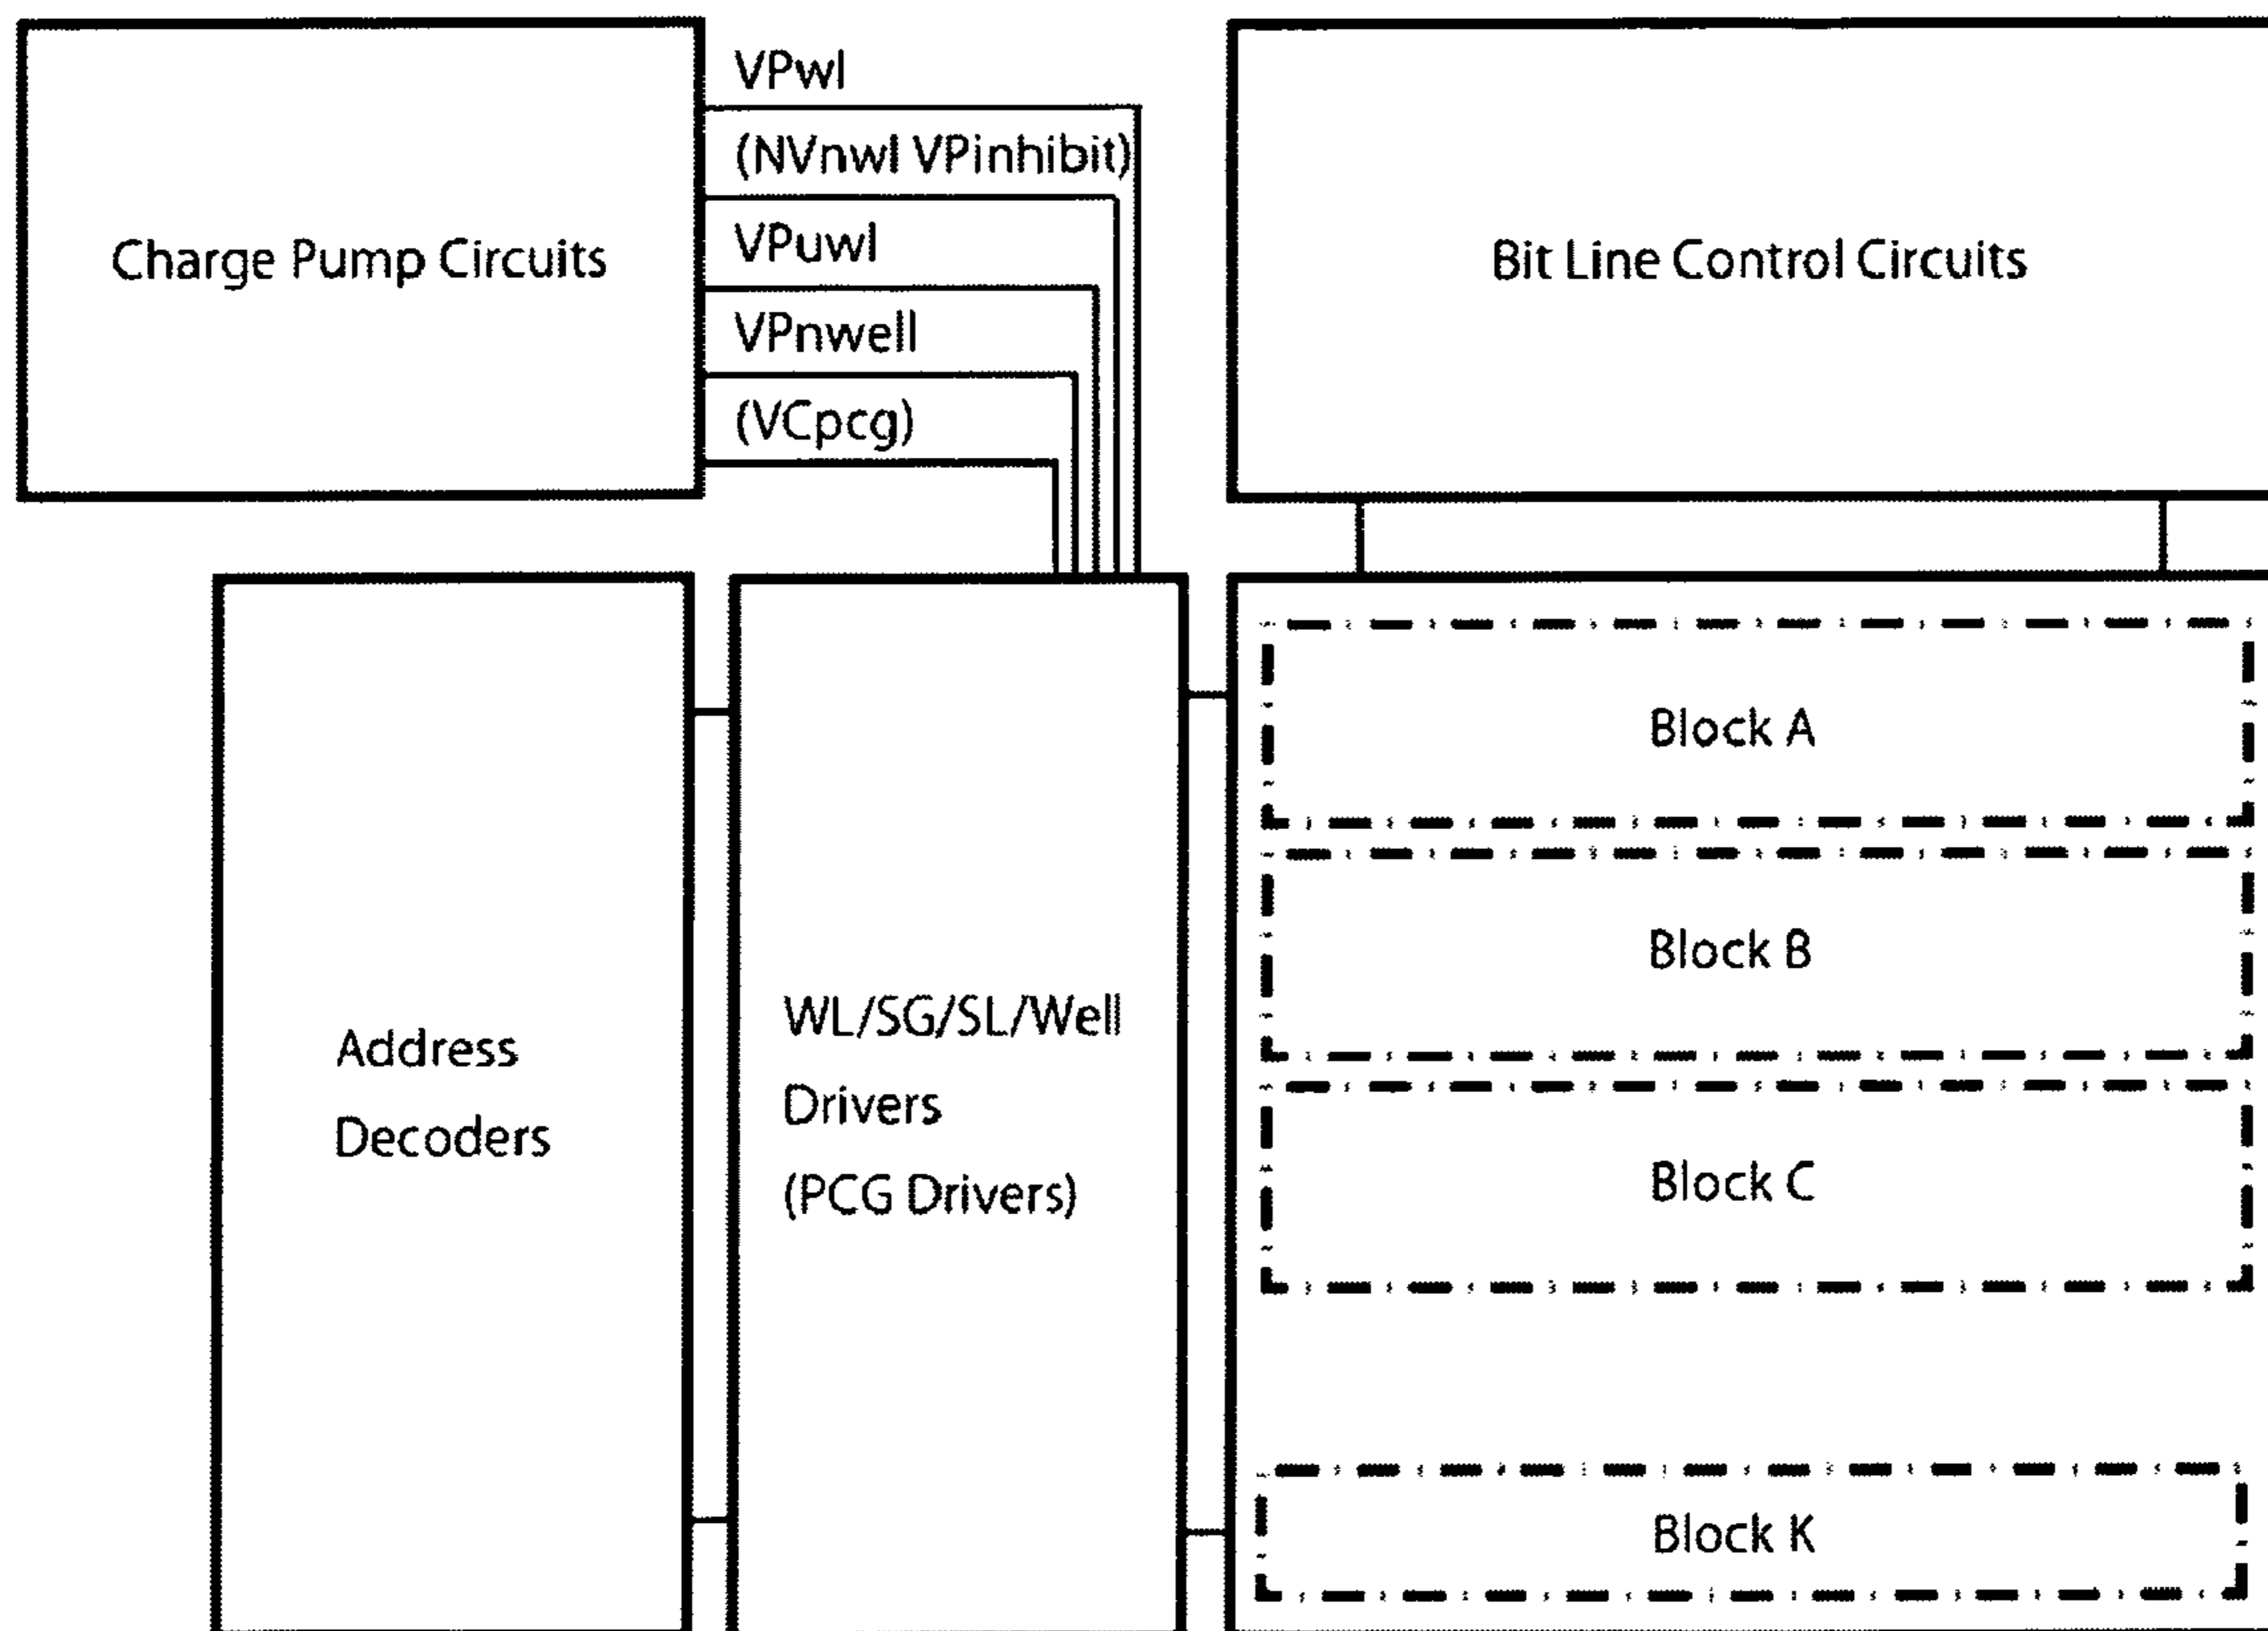 VPwl
(NVnwl VPinhibit)
Charge Pump Circuits
VPuwl
VPnwell
(VCpcg)
Bit Line Control Circuits
Address
Decoders
WL/SG/SL/Well
Drivers
(PCG Drivers)
Block A
Block B
Block C
Block K